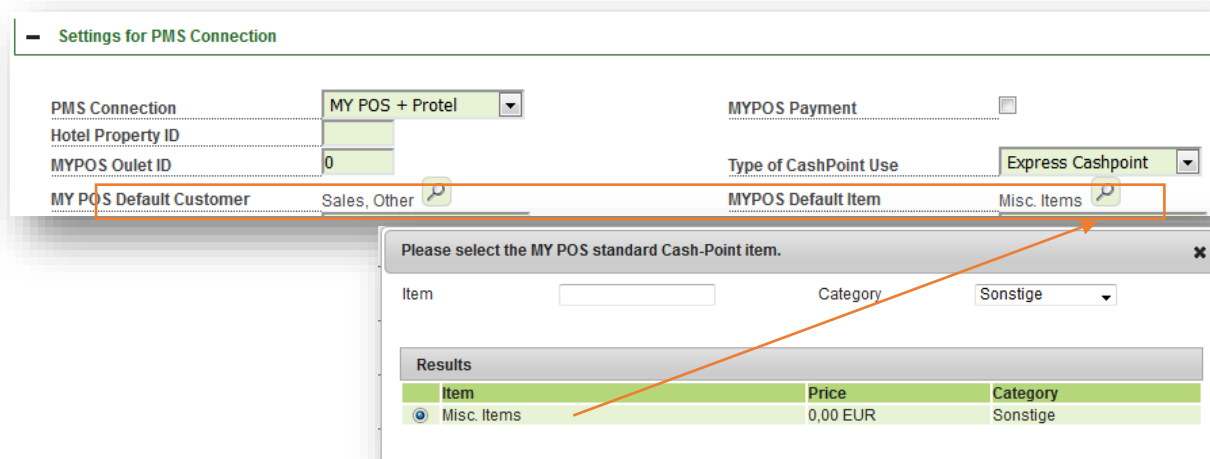 Settings for PMS Connection
PMS Connection MY POS + Protel MYPOS Payment
Hotel Property ID
MYPOS Oulet ID 0 Type of CashPoint Use Express Cashpoint
MY POS Default Customer Sales, Other MYPOS Default Item Misc. Items
Please select the MY POS standard Cash-Point item.
Item Category Sonstige
Results
Item Price Category
Misc. Items 0,00 EUR Sonstige